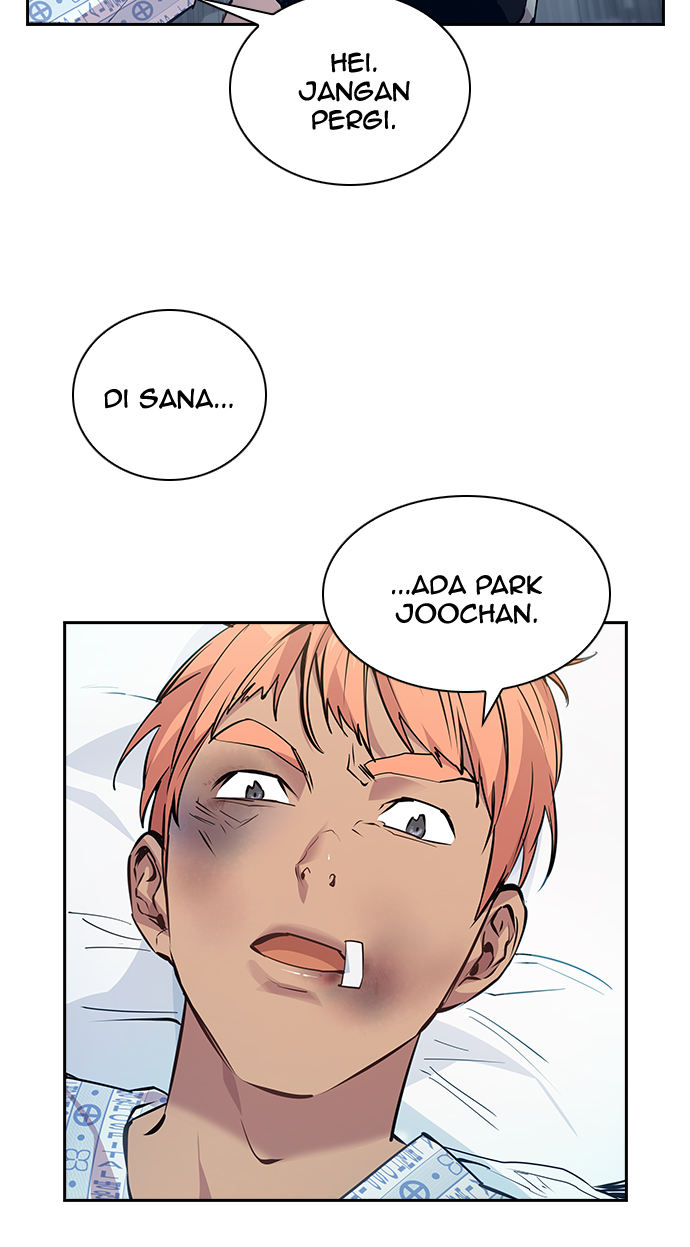 HEI.
JANGAN
PERGI.
DI SANA...
...ADA PARK
JOOCHAN.